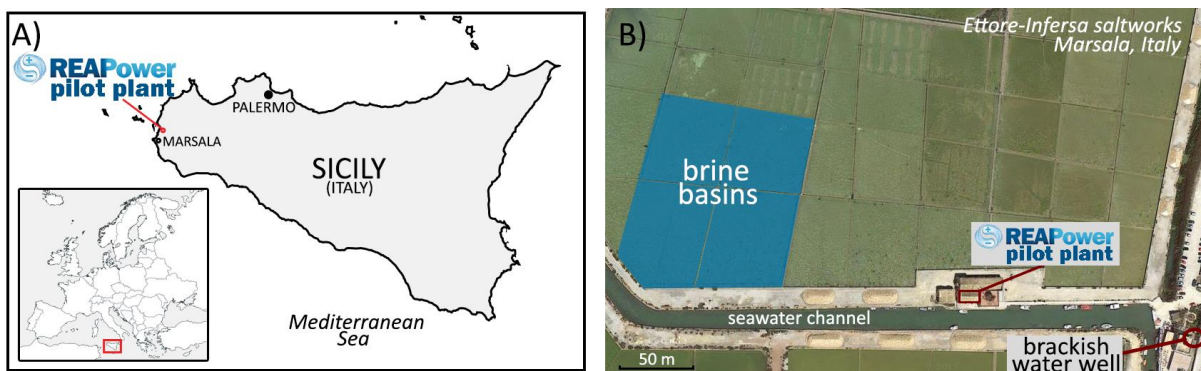 A)
REAPower
pilot plant
PALERMO
MARSALA
SICILY
(ITALY)
Mediterranean
Sea
B)
Ettore-Infersa saltworks
Marsala, Italy
brine
basins
REAPower
pilot plant
seawater channel
50 m
brackish
water well